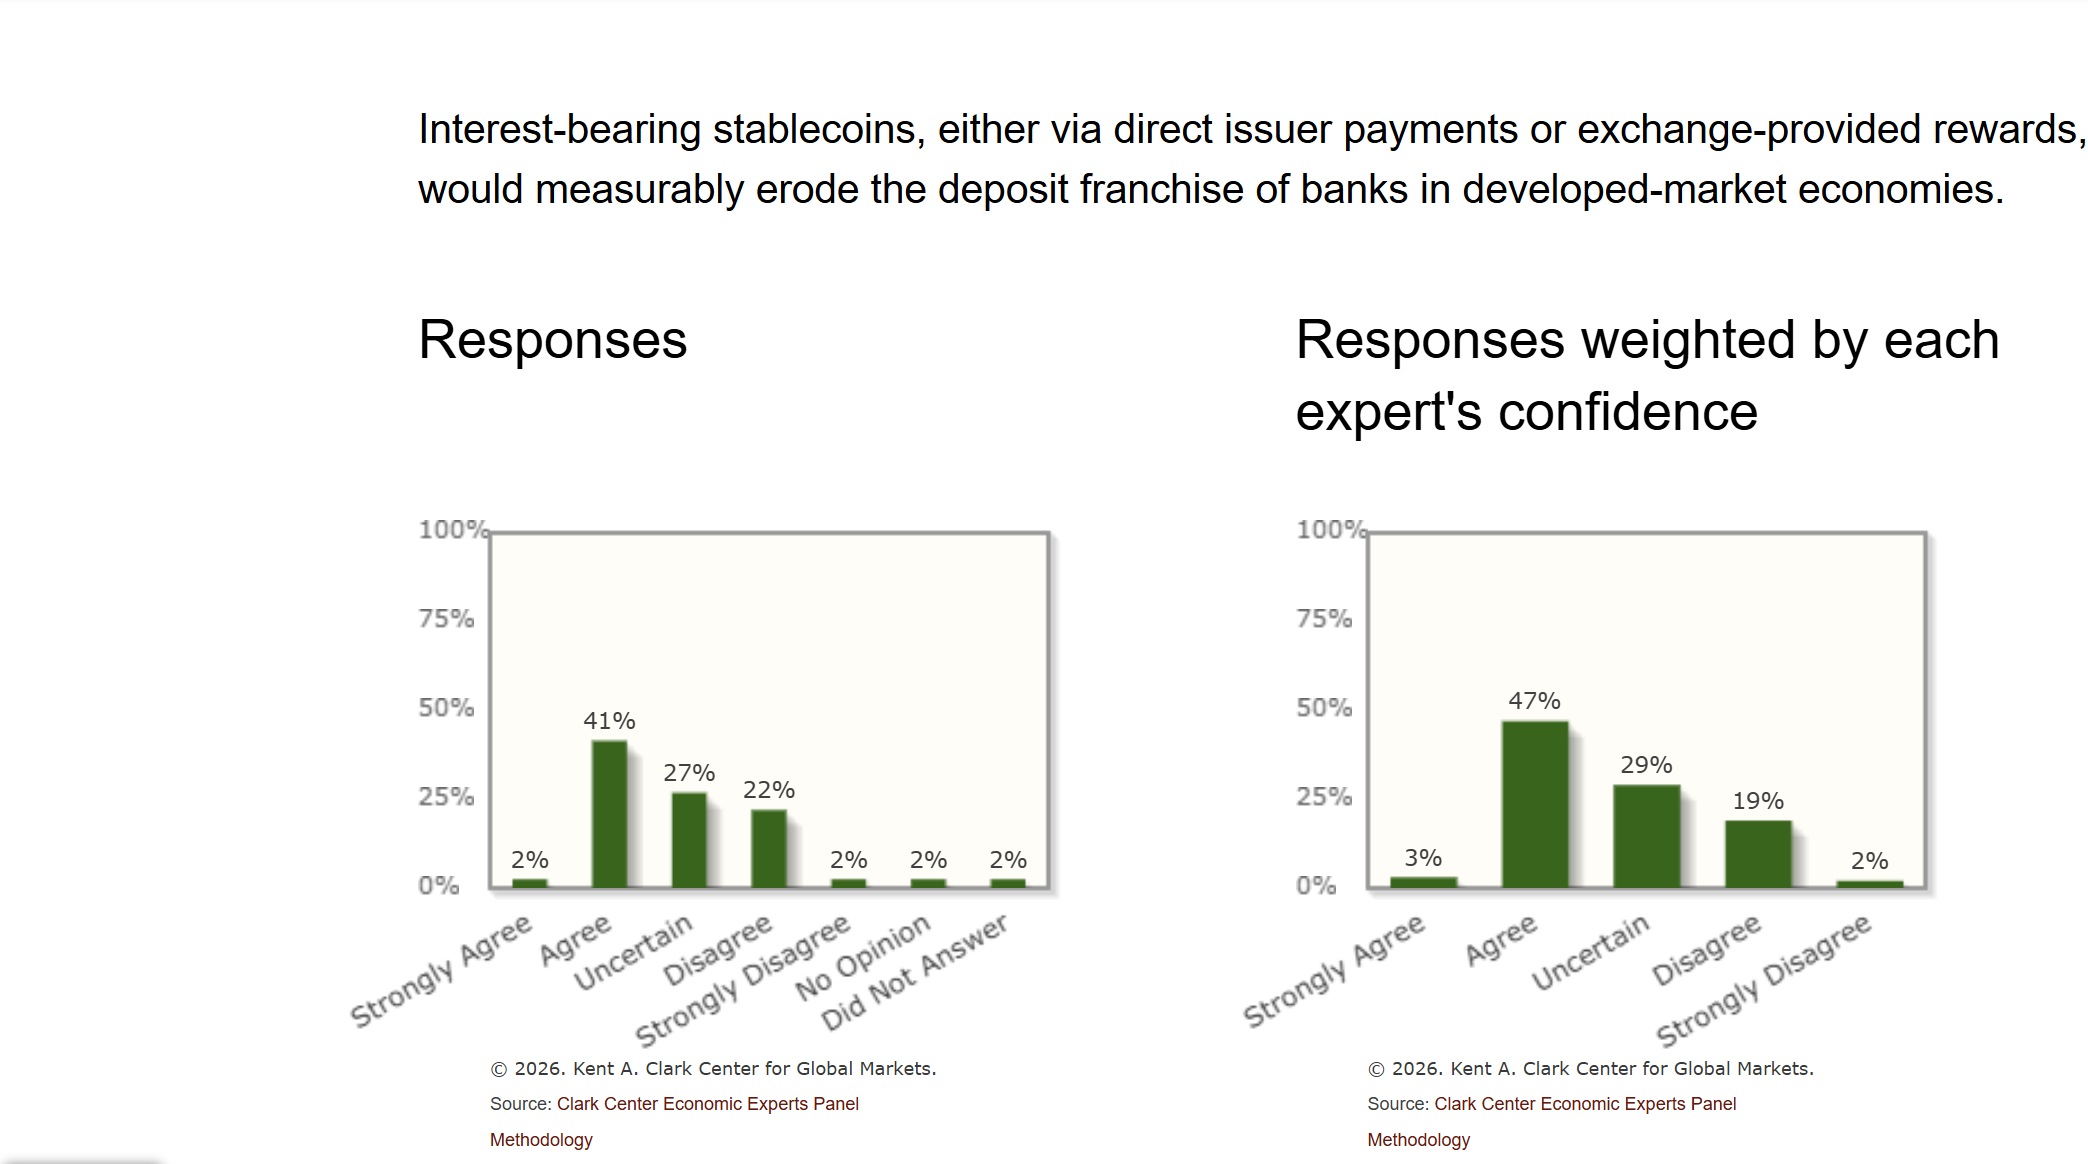 Interest-bearing stablecoins, either via direct issuer payments or exchange-provided rewards,
would measurably erode the deposit franchise of banks in developed-market economies.
Responses
100%
75%
50%
25%
0%
2%
41%
27%
22%
2%
2%
2%
Strongly Agree
Agree
Uncertain
Disagree
Strongly Disagree
No Opinion
Did Not Answer
© 2026. Kent A. Clark Center for Global Markets.
Source: Clark Center Economic Experts Panel
Methodology
Responses weighted by each
expert's confidence
100%
75%
50%
25%
0%
3%
47%
29%
19%
2%
Strongly Agree
Agree
Uncertain
Disagree
Strongly Disagree
© 2026. Kent A. Clark Center for Global Markets.
Source: Clark Center Economic Experts Panel
Methodology